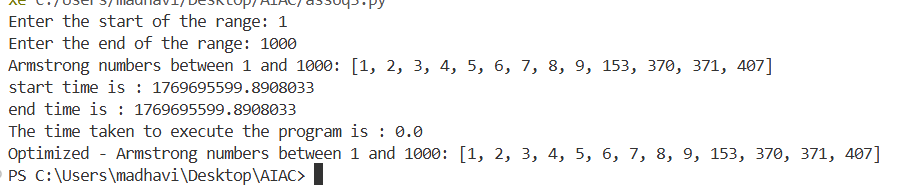 xe C:/Users/madhavi/Desktop/AIAC/assoq3.py
Enter the start of the range: 1
Enter the end of the range: 1000
Armstrong numbers between 1 and 1000: [1, 2, 3, 4, 5, 6, 7, 8, 9, 153, 370, 371, 407]
start time is : 1769695599.8908033
end time is : 1769695599.8908033
The time taken to execute the program is : 0.0
Optimized - Armstrong numbers between 1 and 1000: [1, 2, 3, 4, 5, 6, 7, 8, 9, 153, 370, 371, 407]
PS C:\Users\madhavi\Desktop\AIAC>